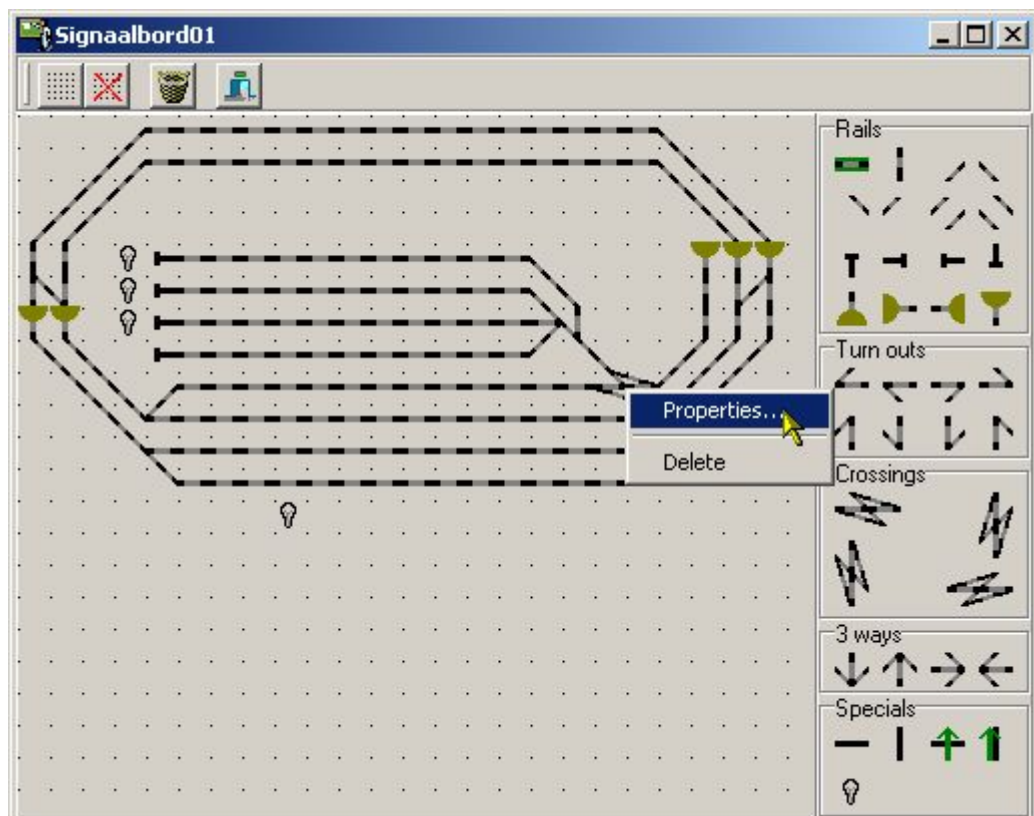 Signaalbord01
Rails
Turn outs
Properties...
Delete
Crossings
3 ways
Specials